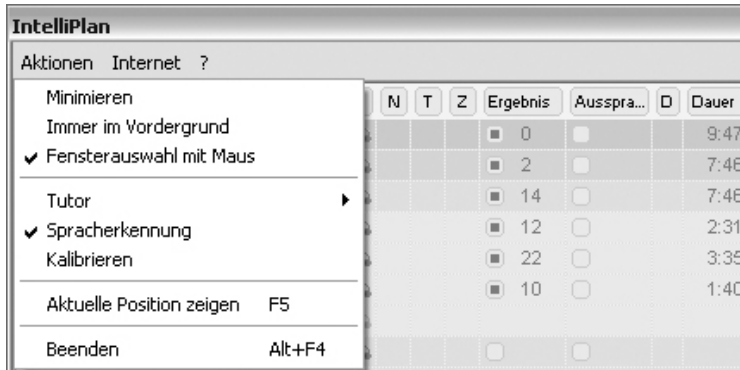 IntelliPlan
Aktionen Internet ?
N T Z Ergebnis Ausspra... D Dauer
Minimieren
Immer im Vordergrund
✓ Fensterauswahl mit Maus
Tutor
✓ Spracherkennung
Kalibrieren
Aktuelle Position zeigen F5
Beenden Alt+F4
0 9:47
2 7:46
14 7:46
12 2:31
22 3:35
10 1:40